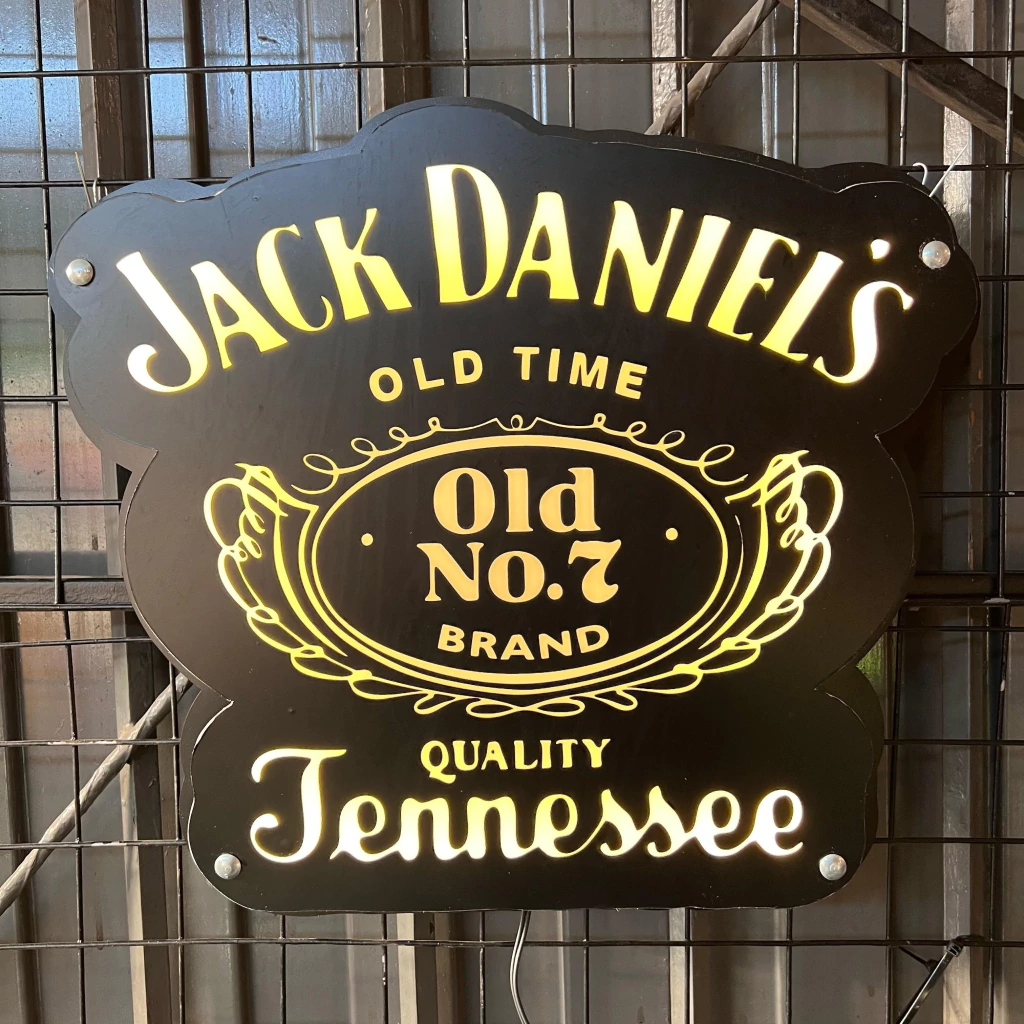 JACK DANIEL'S
OLD TIME
Old
No.7
BRAND
QUALITY
Tennessee